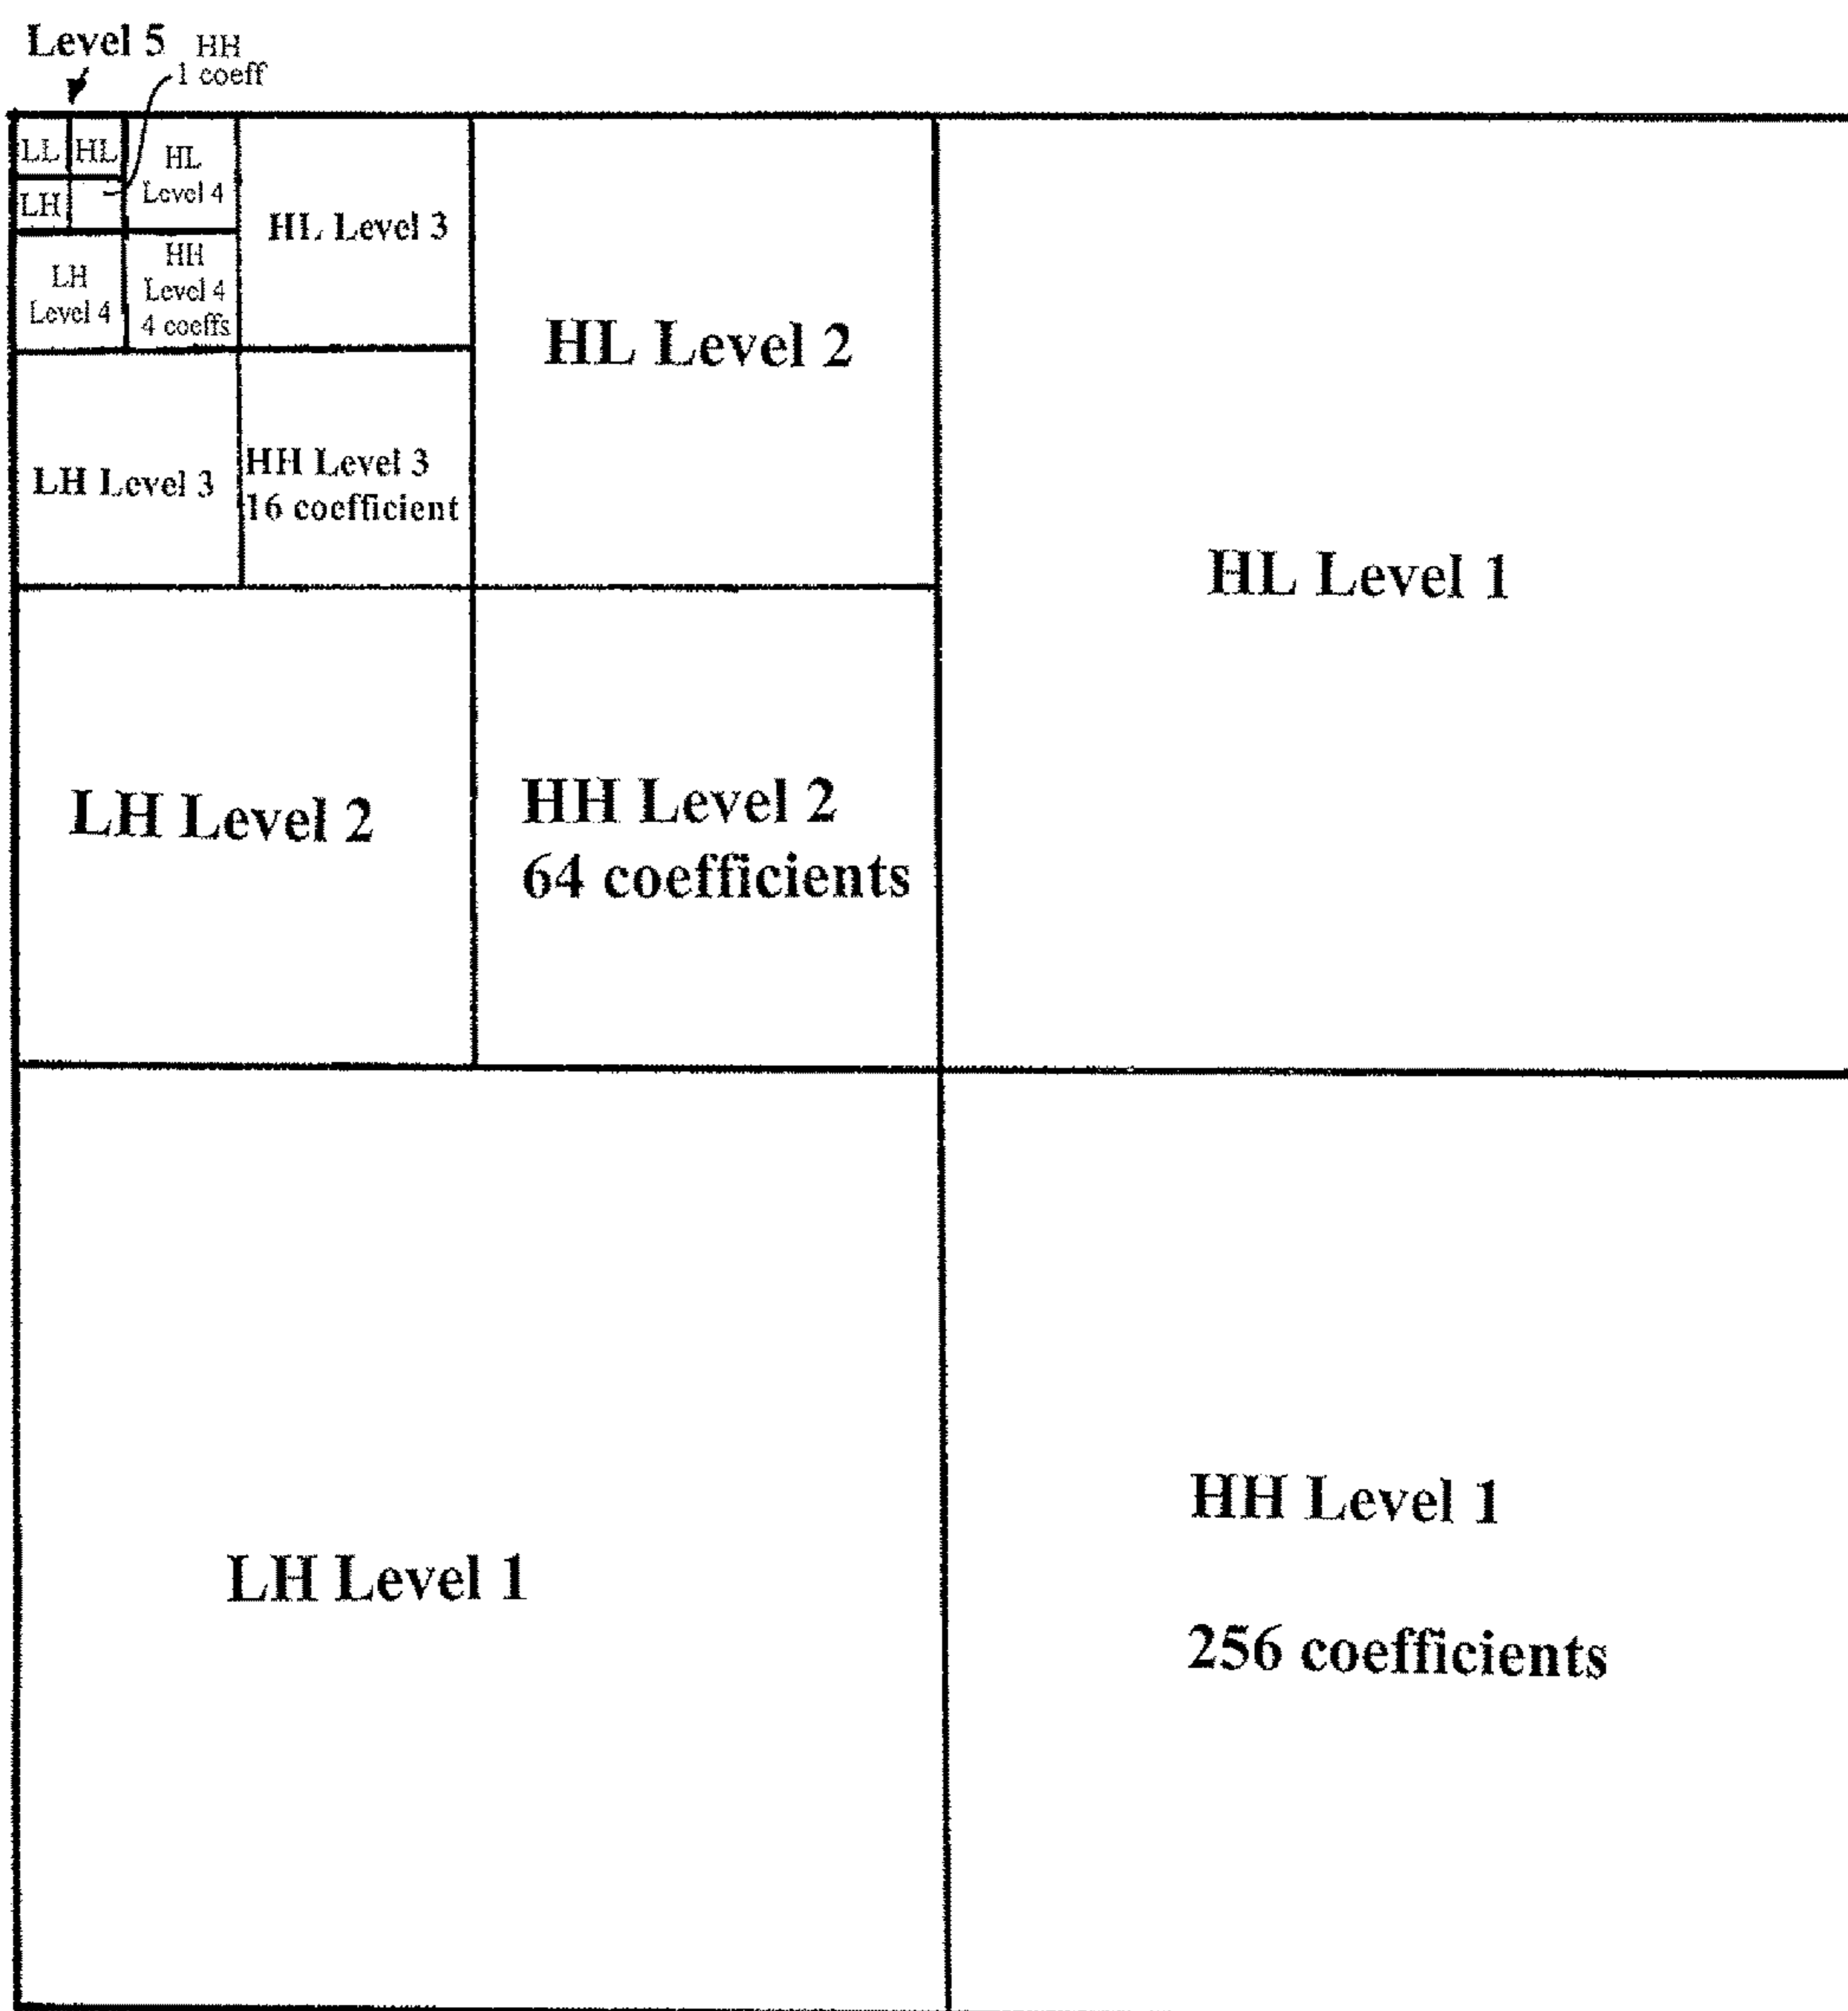 Level 5
HH
1 coeff
LL
HL
LH
HL
Level 4
LH
Level 4
HH
Level 4
4 coeffs
HL Level 3
LH Level 3
HH Level 3
16 coefficient
HL Level 2
LH Level 2
HH Level 2
64 coefficients
HL Level 1
LH Level 1
HH Level 1
256 coefficients